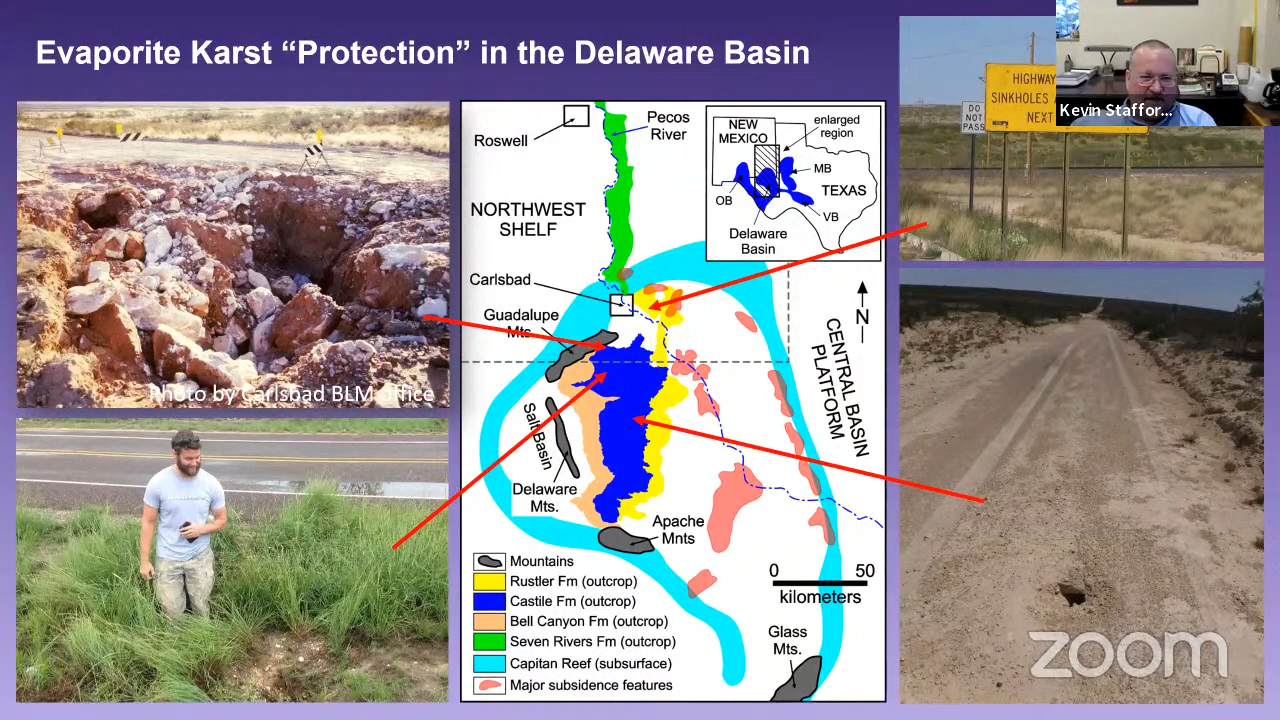 Evaporite Karst “Protection” in the Delaware Basin
Photo by Carlsbad BLM office
Roswell
Pecos
River
NORTHWEST
SHELF
Carlsbad
Guadalupe
Mts.
Salt Basin
Delaware
Mts.
Apache
Mnts
CENTRAL BASIN
PLATFORM
N
NEW
MEXICO
enlarged
region
MB
TEXAS
OB
VB
Delaware
Basin
0 50
kilometers
Glass
Mts.
Mountains
Rustler Fm (outcrop)
Castile Fm (outcrop)
Bell Canyon Fm (outcrop)
Seven Rivers Fm (outcrop)
Capitan Reef (subsurface)
Major subsidence features
DO
NOT
PASS
HIGHWAY
SINKHOLES
NEXT
Kevin Staffor...
zoom